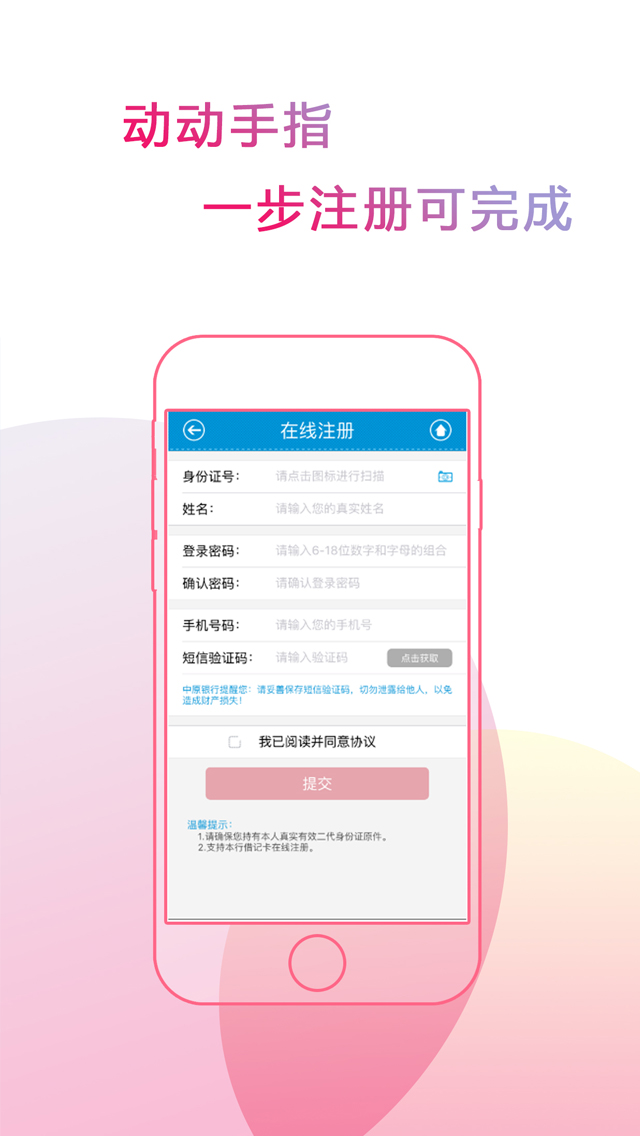 动动手指
一步注册可完成
在线注册
身份证号： 请点击图标进行扫描
姓名： 请输入您的真实姓名
登录密码： 请输入6-18位数字和字母的组合
确认密码： 请确认登录密码
手机号码： 请输入您的手机号
短信验证码： 请输入验证码 点击获取
中原银行提醒您：请妥善保存短信验证码，切勿泄露给他人，以免
造成财产损失！
我已阅读并同意协议
提交
温馨提示：
1.请确保您持有本人真实有效二代身份证原件。
2.支持本行借记卡在线注册。